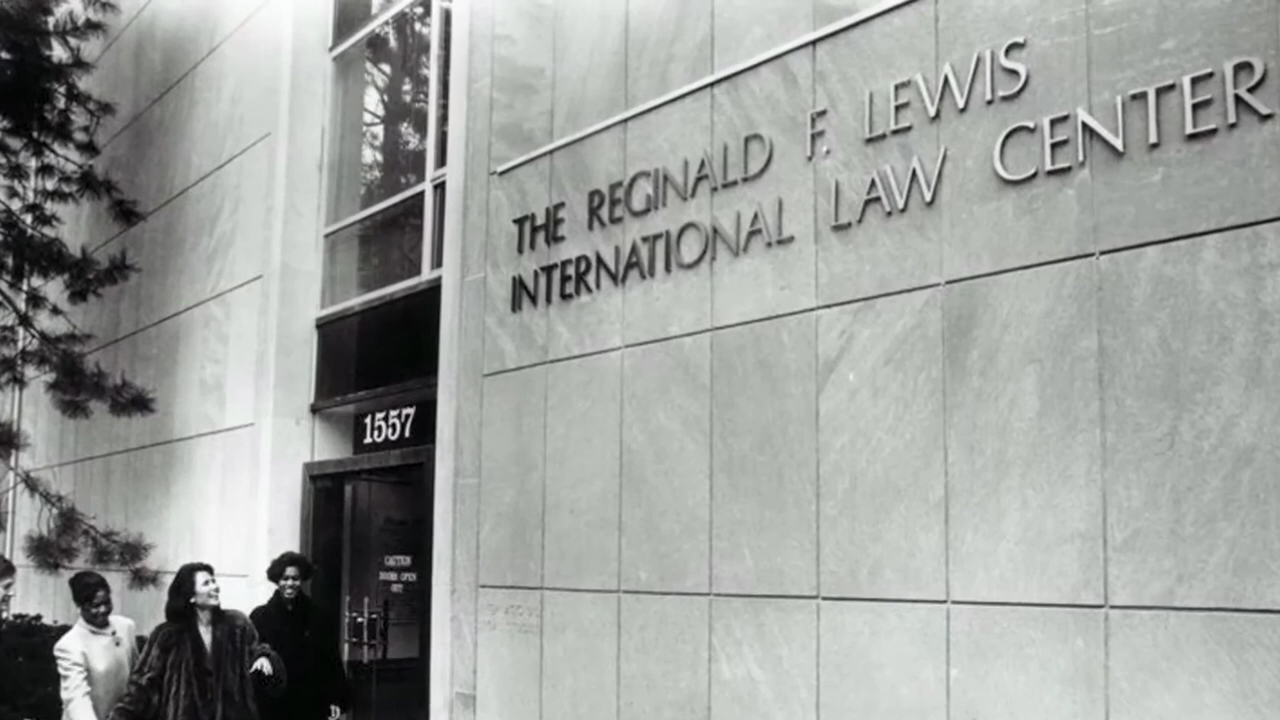 THE REGINALD F. LEWIS
INTERNATIONAL LAW CENTER
1557
CAUTION
DOORS OPEN
OUT